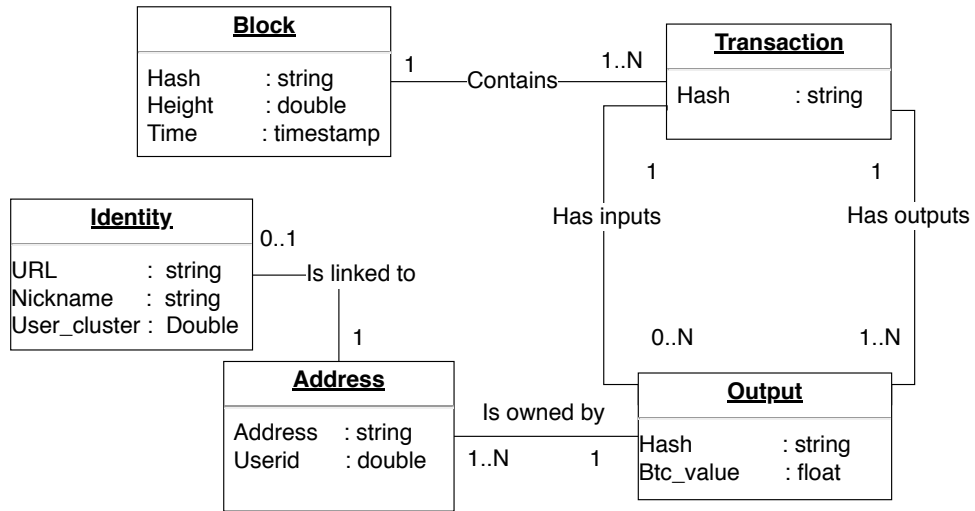 Block
Hash : string
Height : double
Time : timestamp
1
Contains
1..N
Transaction
Hash : string
1
Has inputs
0..N
1
Has outputs
1..N
Identity
URL : string
Nickname : string
User_cluster : Double
0..1
Is linked to
1
Address
Address : string
Userid : double
Is owned by
1..N
1
Output
Hash : string
Btc_value : float